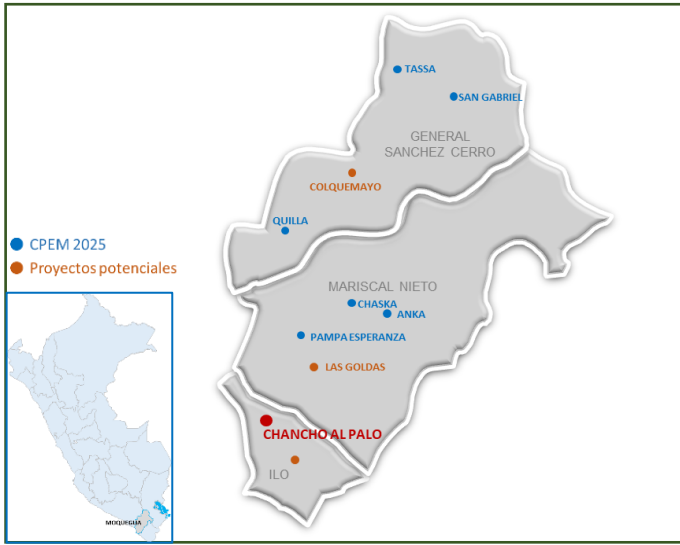 TASSA
SAN GABRIEL
GENERAL
SANCHEZ CERRO
COLQUEMAYO
QUILLA
CPEM 2025
Proyectos potenciales
MARISCAL NIETO
CHASKA
ANKA
PAMPA ESPERANZA
LAS GOLDAS
CHANCHO AL PALO
ILO
MOQUEGUA